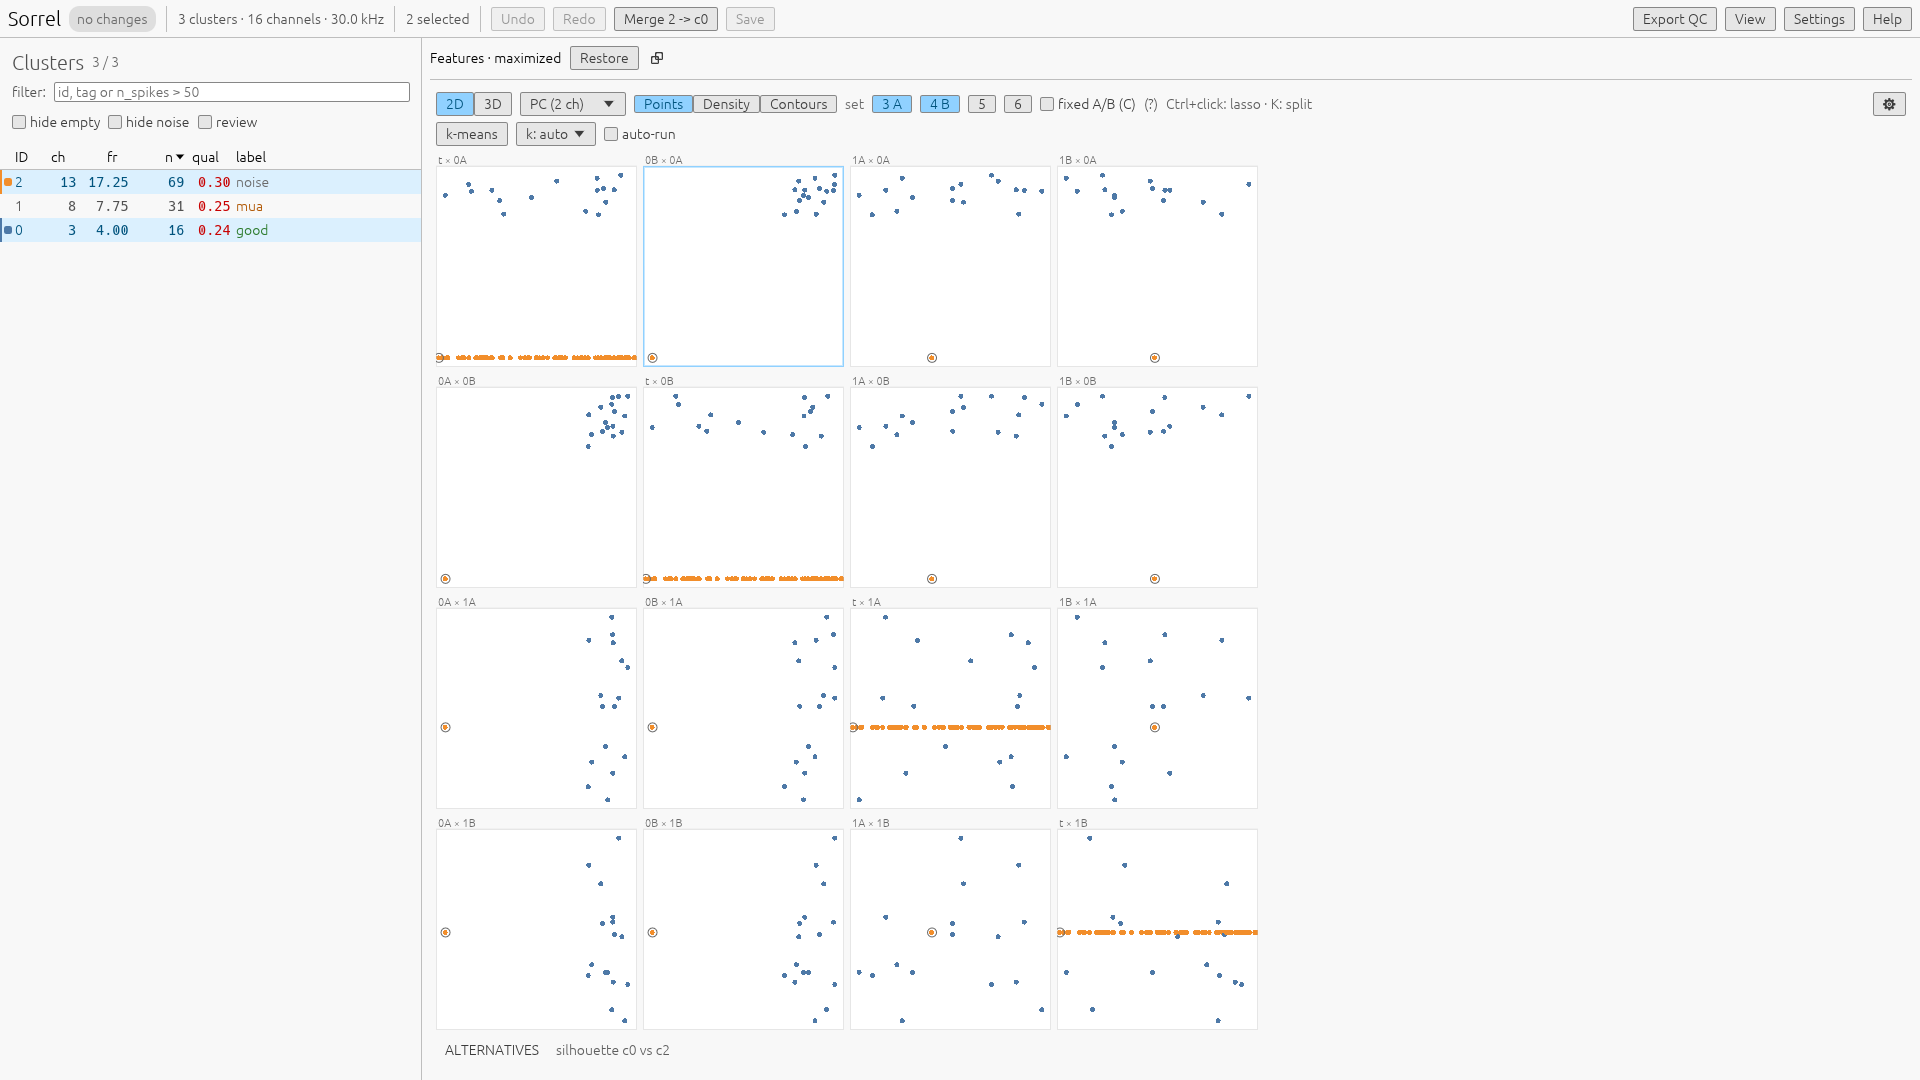 Sorrel no changes 3 clusters · 16 channels · 30.0 kHz 2 selected Undo Redo Merge 2 -> c0 Save Export QC View Settings Help
Clusters 3 / 3
filter: id, tag or n_spikes > 50
hide empty hide noise review
ID ch fr n qual label
2 13 17.25 69 0.30 noise
1 8 7.75 31 0.25 mua
0 3 4.00 16 0.24 good
Features · maximized Restore
2D 3D PC (2 ch) Points Density Contours set 3 A 4 B 5 6 fixed A/B (C) (?) Ctrl+click: lasso · K: split
k-means k: auto auto-run
t × 0A 0B × 0A 1A × 0A 1B × 0A
0A × 0B t × 0B 1A × 0B 1B × 0B
0A × 1A 0B × 1A t × 1A 1B × 1A
0A × 1B 0B × 1B 1A × 1B t × 1B
ALTERNATIVES silhouette c0 vs c2